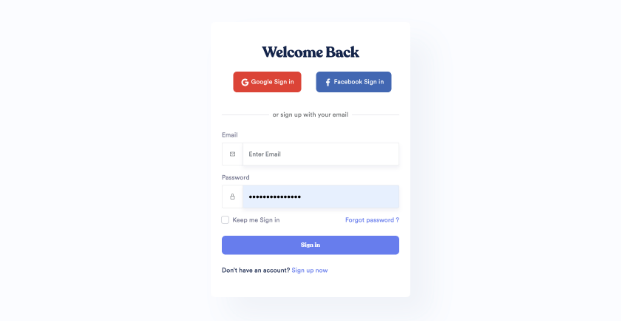 Welcome Back
Google Sign in
Facebook Sign in
or sign up with your email
Email
Enter Email
Password
•••••••••••••••
Keep me Sign in
Forgot password ?
Sign in
Don't have an account? Sign up now